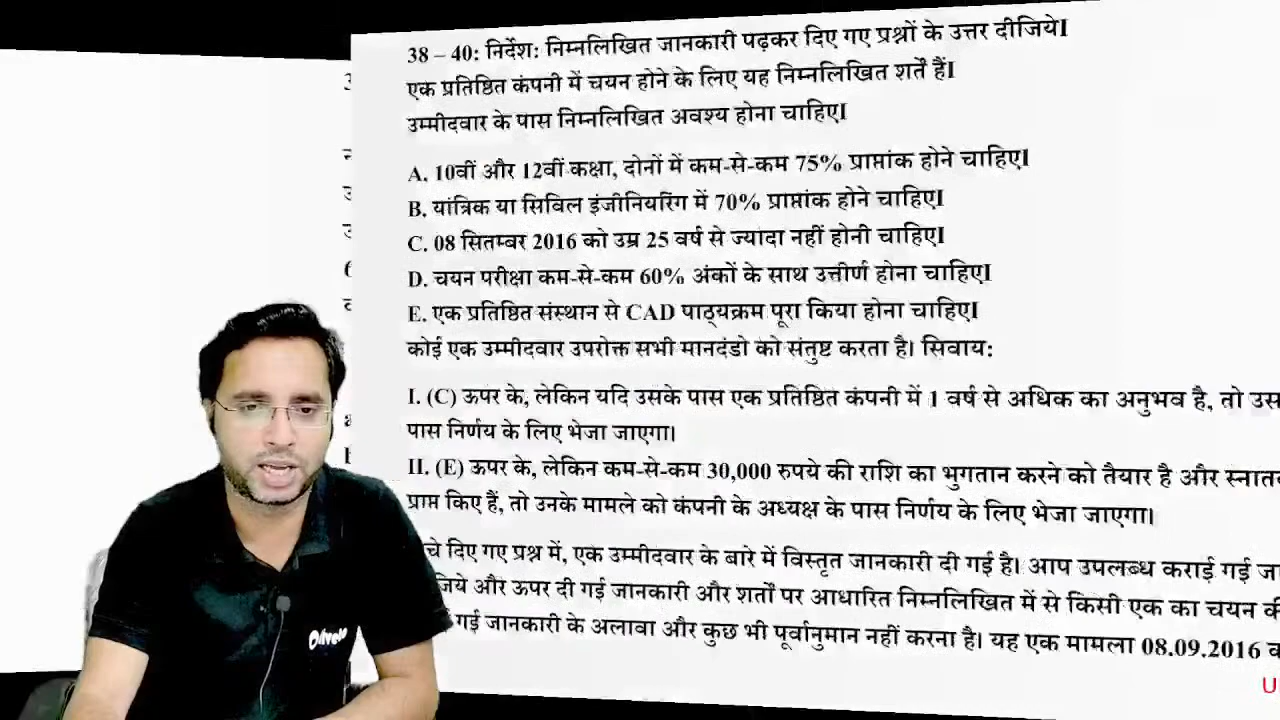 38 – 40: निर्देश: निम्नलिखित जानकारी पढ़कर दिए गए प्रश्नों के उत्तर दीजियेI
एक प्रतिष्ठित कंपनी में चयन होने के लिए यह निम्नलिखित शर्तें हैंI
उम्मीदवार के पास निम्नलिखित अवश्य होना चाहिएI
A. 10वीं और 12वीं कक्षा, दोनों में कम-से-कम 75% प्राप्तांक होने चाहिएI
B. यांत्रिक या सिविल इंजीनियरिंग में 70% प्राप्तांक होने चाहिएI
C. 08 सितम्बर 2016 को उम्र 25 वर्ष से ज्यादा नहीं होनी चाहिएI
D. चयन परीक्षा कम-से-कम 60% अंकों के साथ उत्तीर्ण होना चाहिएI
E. एक प्रतिष्ठित संस्थान से CAD पाठ्यक्रम पूरा किया होना चाहिएI
कोई एक उम्मीदवार उपरोक्त सभी मानदंडो को संतुष्ट करता है। सिवाय:
I. (C) ऊपर के, लेकिन यदि उसके पास एक प्रतिष्ठित कंपनी में 1 वर्ष से अधिक का अनुभव है, तो
पास निर्णय के लिए भेजा जाएगा।
II. (E) ऊपर के, लेकिन कम-से-कम 30,000 रुपये की राशि का भुगतान करने को तैयार है और
प्राप्त किए हैं, तो उनके मामले को कंपनी के अध्यक्ष के पास निर्णय के लिए भेजा जाएगा।
दिए गए प्रश्न में, एक उम्मीदवार के बारे में विस्तृत जानकारी दी गई है। आप उपलब्ध कराई गई
और ऊपर दी गई जानकारी और शर्तों पर आधारित निम्नलिखित में से किसी एक का चयन
गई जानकारी के अलावा और कुछ भी पूर्वानुमान नहीं करना है। यह एक मामला 08.09.2016